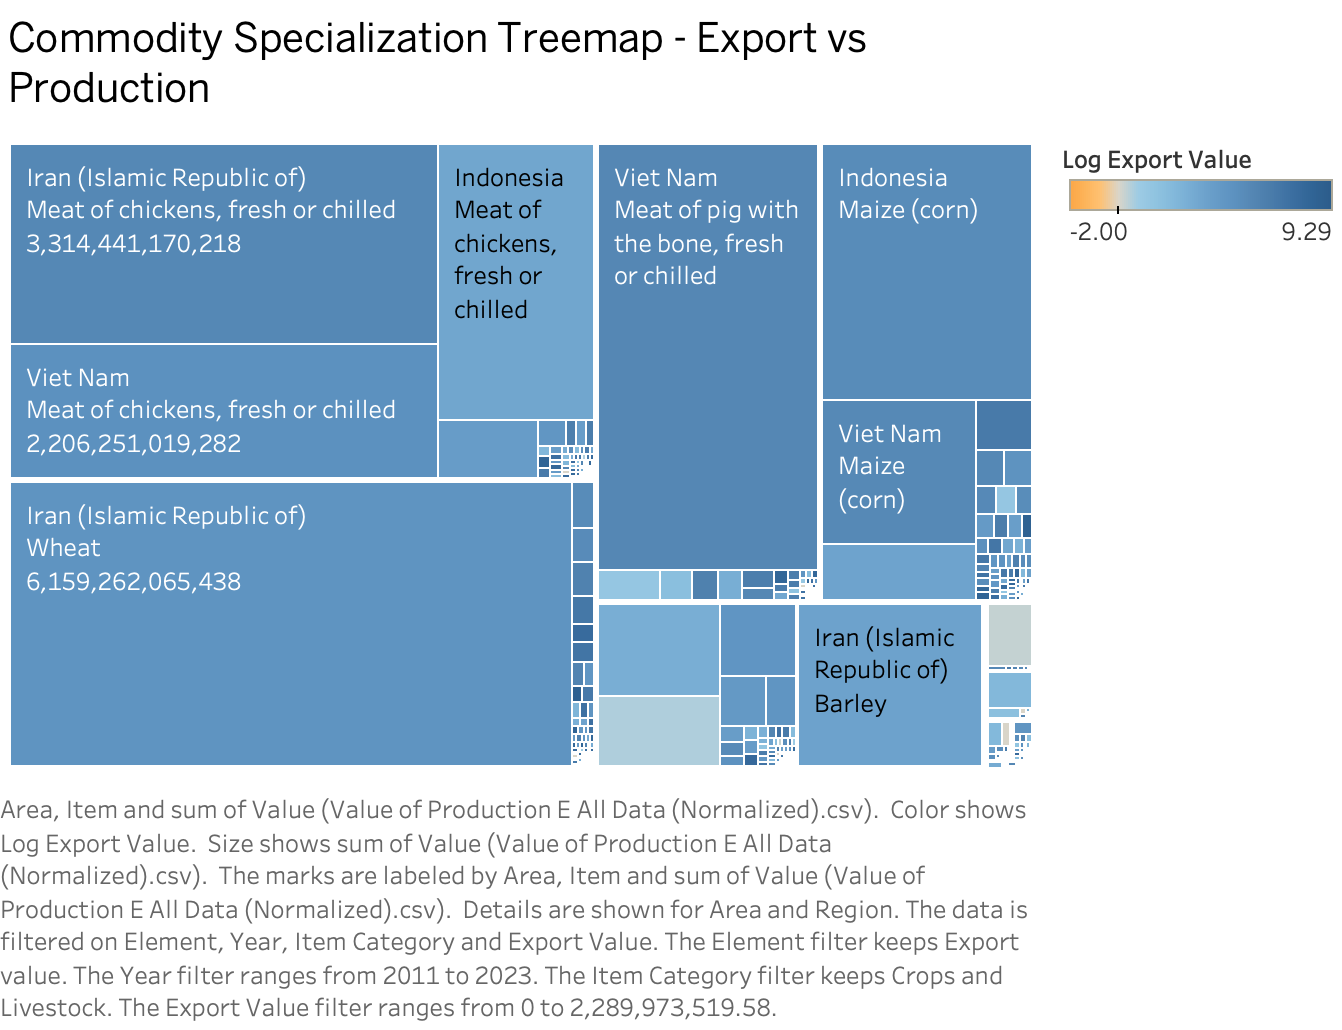 Commodity Specialization Treemap - Export vs
Production
Iran (Islamic Republic of)
Meat of chickens, fresh or chilled
3,314,441,170,218
Indonesia
Meat of
chickens,
fresh or
chilled
Viet Nam
Meat of pig with
the bone, fresh
or chilled
Indonesia
Maize (corn)
Log Export Value
-2.00
9.29
Viet Nam
Meat of chickens, fresh or chilled
2,206,251,019,282
Viet Nam
Maize
(corn)
Iran (Islamic Republic of)
Wheat
6,159,262,065,438
Iran (Islamic
Republic of)
Barley
Area, Item and sum of Value (Value of Production E All Data (Normalized).csv).  Color shows
Log Export Value.  Size shows sum of Value (Value of Production E All Data
(Normalized).csv).  The marks are labeled by Area, Item and sum of Value (Value of
Production E All Data (Normalized).csv).  Details are shown for Area and Region. The data is
filtered on Element, Year, Item Category and Export Value. The Element filter keeps Export
value. The Year filter ranges from 2011 to 2023. The Item Category filter keeps Crops and
Livestock. The Export Value filter ranges from 0 to 2,289,973,519.58.